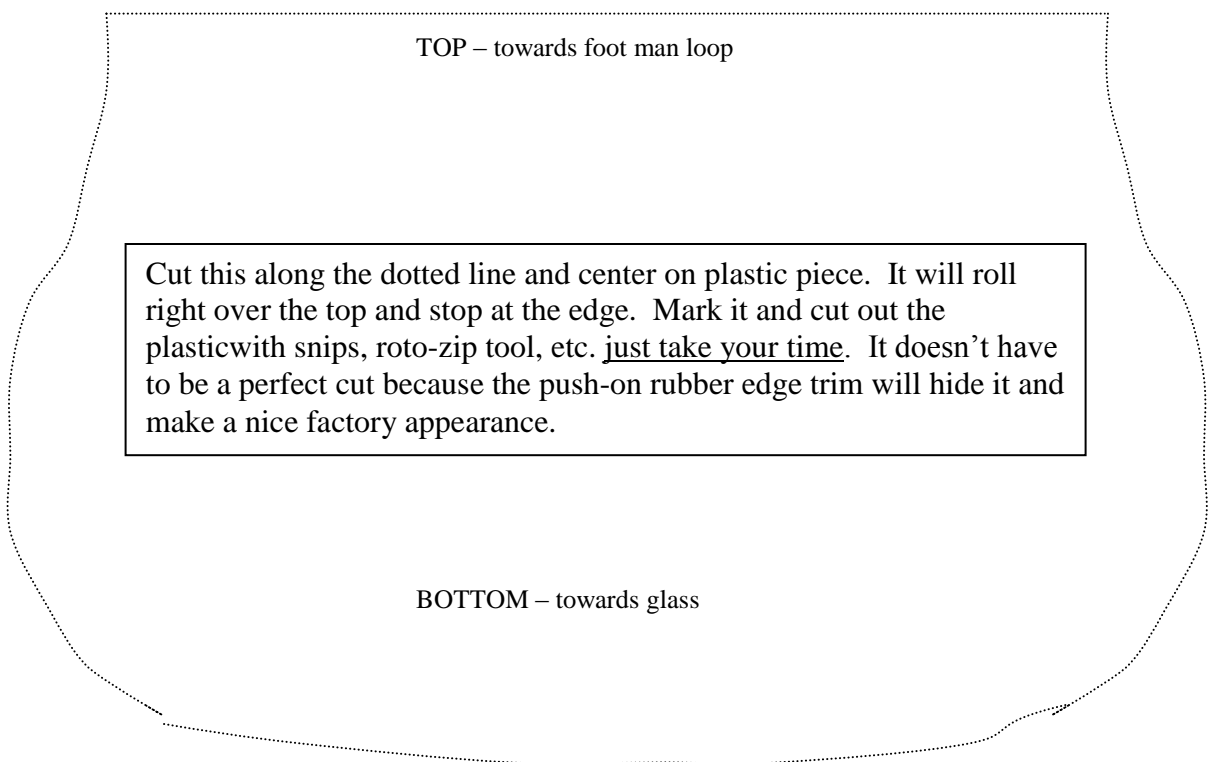 TOP – towards foot man loop
Cut this along the dotted line and center on plastic piece.  It will roll
right over the top and stop at the edge.  Mark it and cut out the
plasticwith snips, roto-zip tool, etc. just take your time.  It doesn’t have
to be a perfect cut because the push-on rubber edge trim will hide it and
make a nice factory appearance.
BOTTOM – towards glass